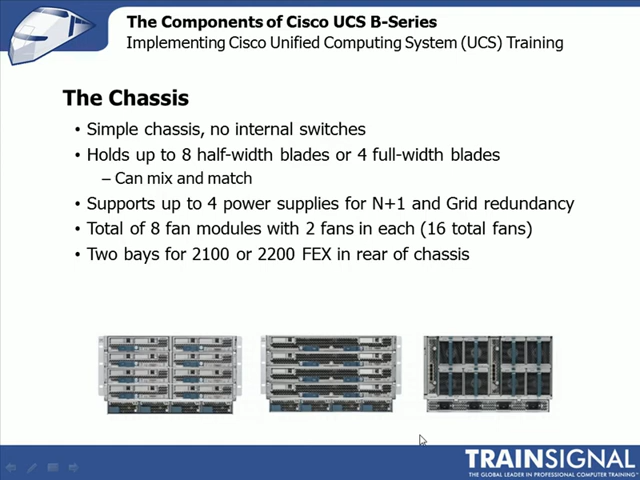 The Components of Cisco UCS B-Series
Implementing Cisco Unified Computing System (UCS) Training
The Chassis
• Simple chassis, no internal switches
• Holds up to 8 half-width blades or 4 full-width blades
– Can mix and match
• Supports up to 4 power supplies for N+1 and Grid redundancy
• Total of 8 fan modules with 2 fans in each (16 total fans)
• Two bays for 2100 or 2200 FEX in rear of chassis
TRAINSIGNAL
THE GLOBAL LEADER IN PROFESSIONAL COMPUTER TRAINING